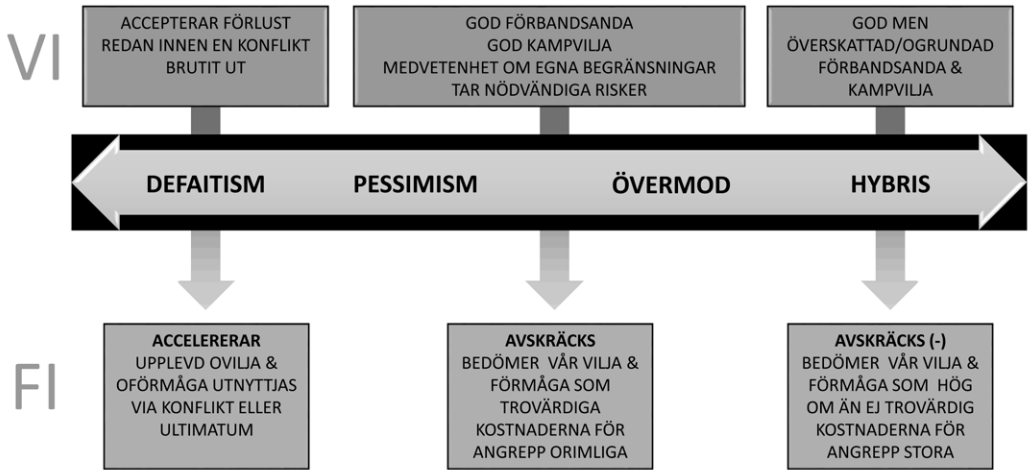 VI
ACCEPTERAR FÖRLUST
REDAN INNEN EN KONFLIKT
BRUTIT UT
GOD FÖRBANDSANDA
GOD KAMPVILJA
MEDVETENHET OM EGNA BEGRÄNSNINGAR
TAR NÖDVÄNDIGA RISKER
GOD MEN
ÖVERSKATTAD/OGRUNDAD
FÖRBANDSANDA &
KAMPVILJA
DEFAITISM
PESSIMISM
ÖVERMOD
HYBRIS
FI
ACCELERERAR
UPPLEVD OVILJA &
OFÖRMÅGA UTNYTTJAS
VIA KONFLIKT ELLER
ULTIMATUM
AVSKRÄCKS
BEDÖMER VÅR VILJA &
FÖRMÅGA SOM
TROVÄRDIGA
KOSTNADERNA FÖR
ANGREPP ORIMLIGA
AVSKRÄCKS (-)
BEDÖMER VÅR VILJA &
FÖRMÅGA SOM HÖG
OM ÄN EJ TROVÄRDIG
KOSTNADERNA FÖR
ANGREPP STORA